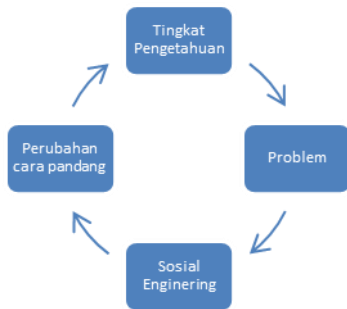 Tingkat
Pengetahuan
Problem
Sosial
Enginering
Perubahan
cara pandang